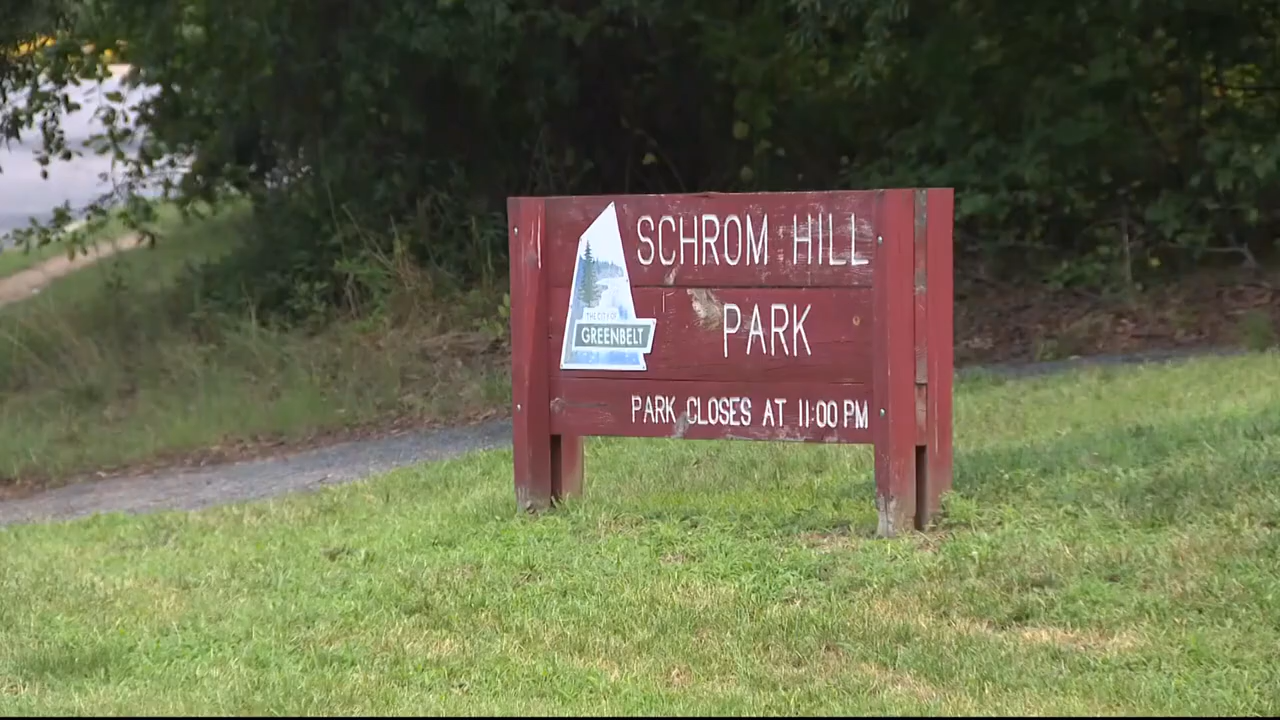 SCHROM HILL
PARK
THE CITY OF
GREENBELT
PARK CLOSES AT 11:00 PM